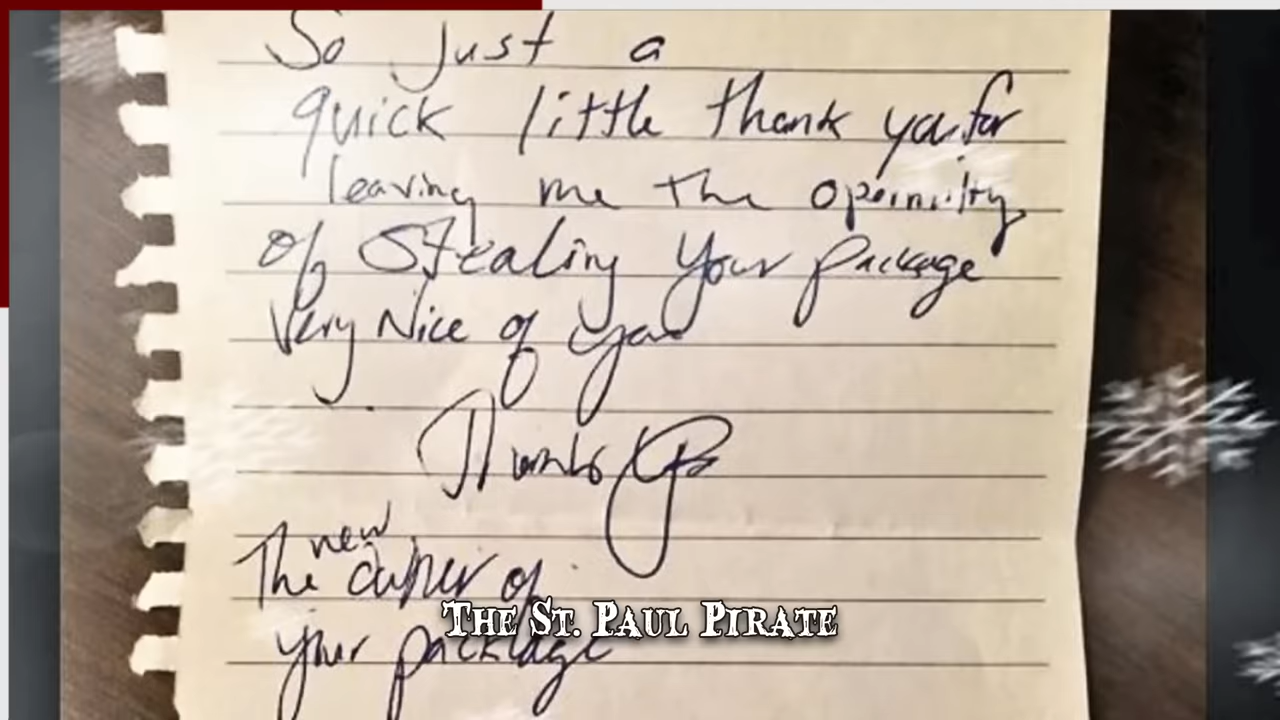 So Just a
quick little thank you for
leaving me the
of Stealing your package
Very Nice of you
Thanks
new
The owner of
your package
The St. Paul Pirate